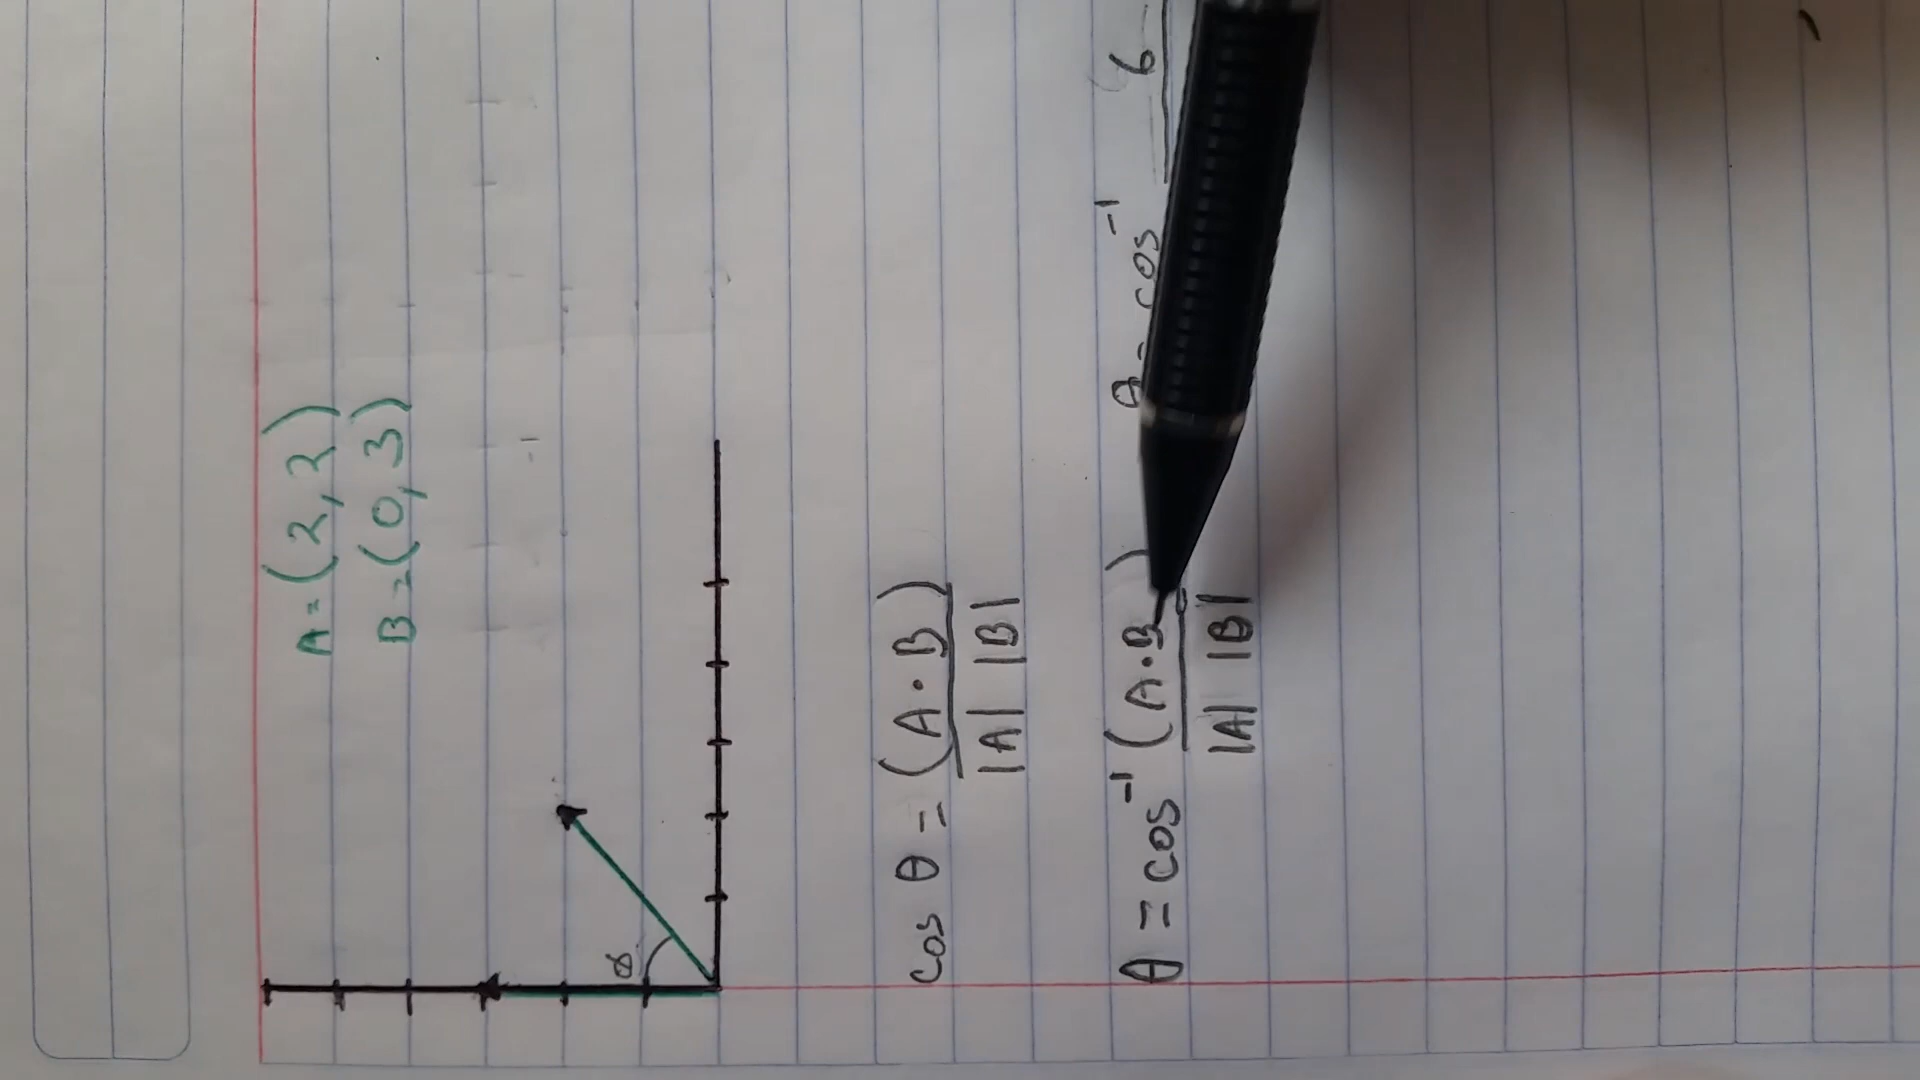 A = (2, 2)
B = (0, 3)
θ
cos θ = (A · B)
|A| |B|
θ = cos⁻¹ (A·B)
|A| |B|
θ = cos⁻¹ 6